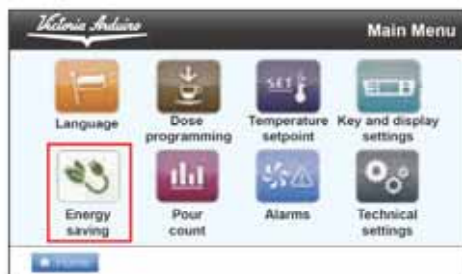 Victoria Arduino
Main Menu
SET
Language
Dose
programming
Temperature
setpoint
Key and display
settings
Energy
saving
Pour
count
Alarms
Technical
settings
Home